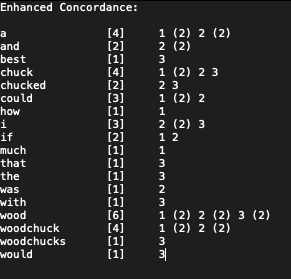 Enhanced Concordance:
a [4] 1 (2) 2 (2)
and [2] 2 (2)
best [1] 3
chuck [4] 1 (2) 2 3
chucked [2] 2 3
could [3] 1 (2) 2
how [1] 1
i [3] 2 (2) 3
if [2] 1 2
much [1] 1
that [1] 3
the [1] 3
was [1] 2
with [1] 3
wood [6] 1 (2) 2 (2) 3 (2)
woodchuck [4] 1 (2) 2 (2)
woodchucks [1] 3
would [1] 3